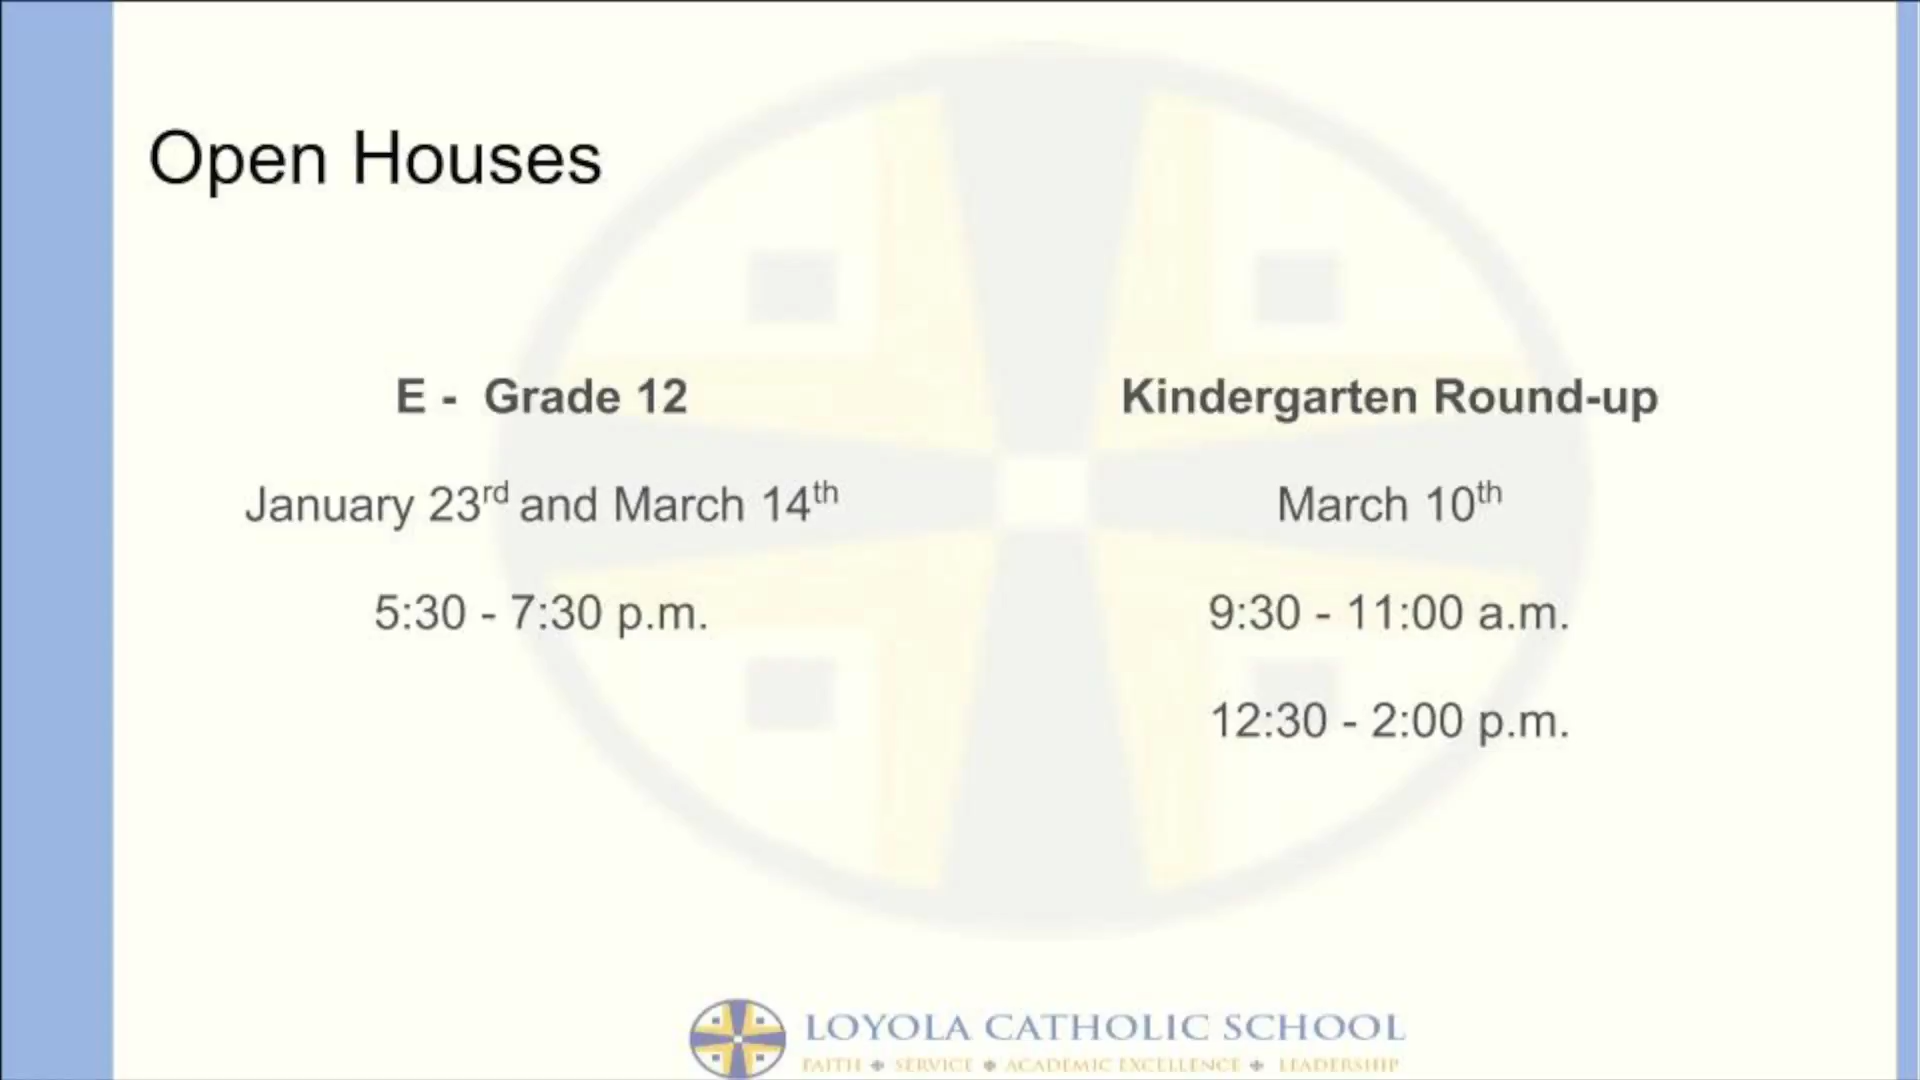 Open Houses
E - Grade 12
January 23rd and March 14th
5:30 - 7:30 p.m.
Kindergarten Round-up
March 10th
9:30 - 11:00 a.m.
12:30 - 2:00 p.m.
LOYOLA CATHOLIC SCHOOL
FAITH SERVICE ACADEMIC EXCELLENCE LEADERSHIP